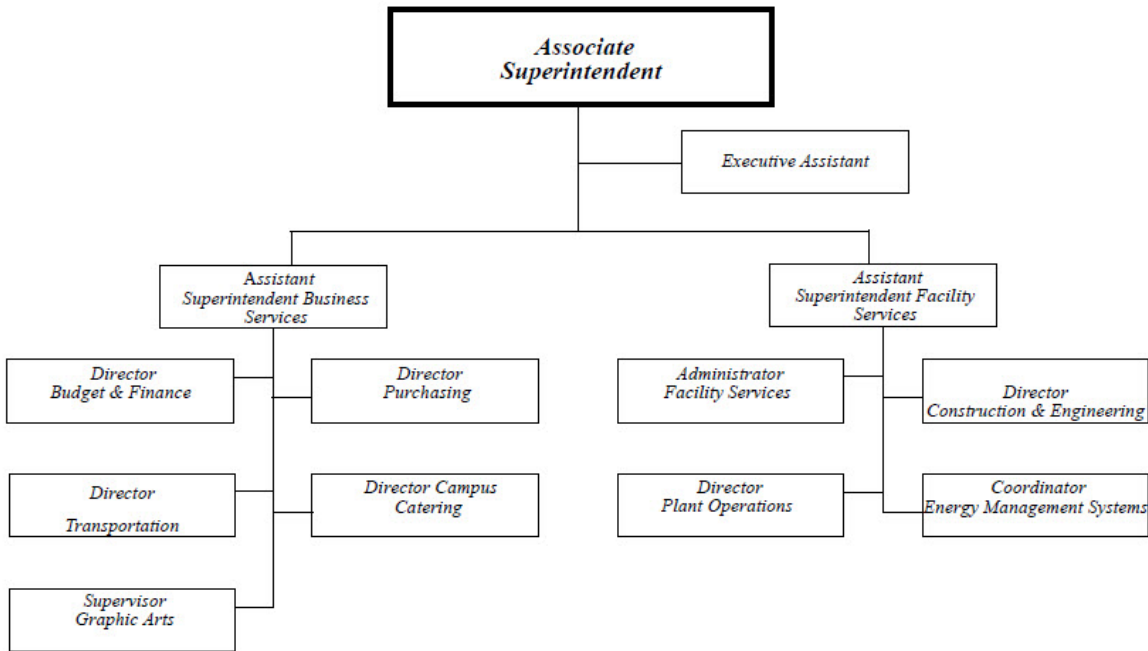 Associate
Superintendent
Executive Assistant
Assistant
Superintendent Business
Services
Assistant
Superintendent Facility
Services
Director
Budget & Finance
Director
Purchasing
Administrator
Facility Services
Director
Construction & Engineering
Director
Transportation
Director Campus
Catering
Director
Plant Operations
Coordinator
Energy Management Systems
Supervisor
Graphic Arts